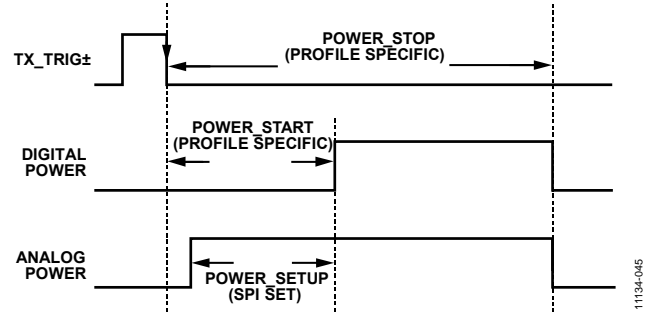 TX_TRIG±
POWER_STOP
(PROFILE SPECIFIC)
POWER_START
(PROFILE SPECIFIC)
DIGITAL
POWER
ANALOG
POWER
POWER_SETUP
(SPI SET)
11134-045